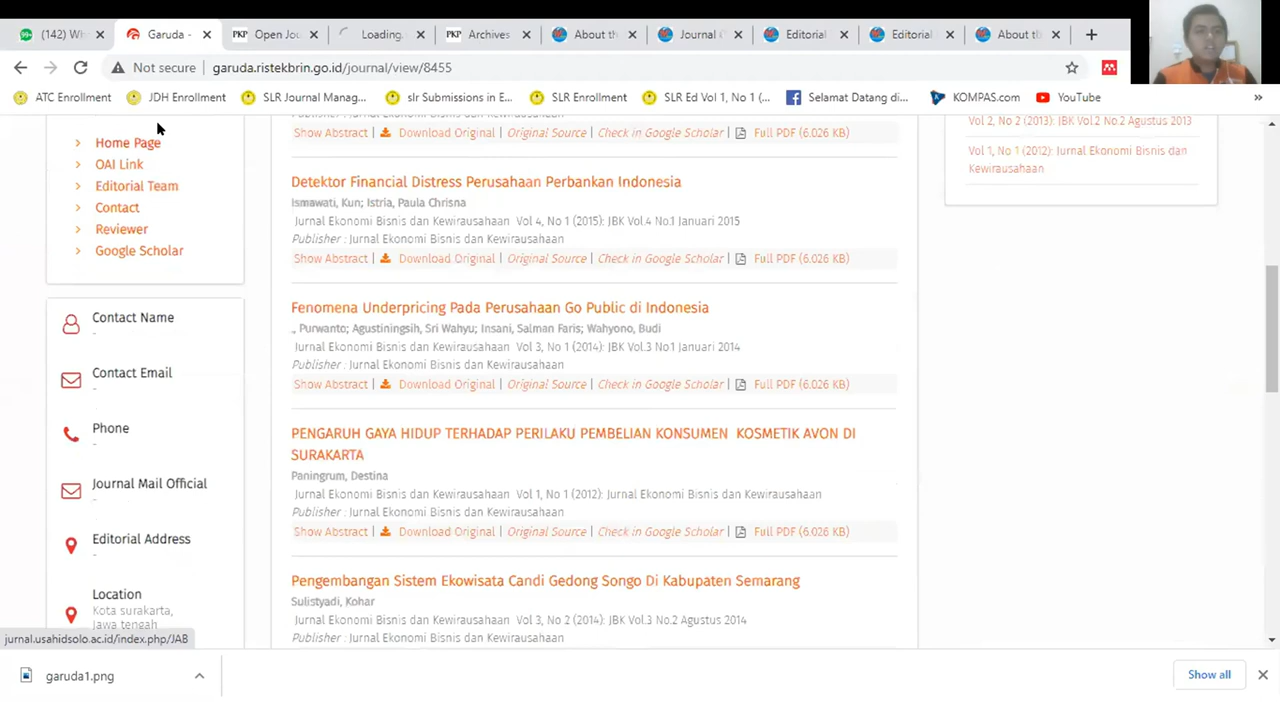 (142) Wh
Garuda -
PKP Open Jou
Loading.
PKP Archives
About th
Journal
Editorial
Editorial
About th
Not secure garuda.ristekbrin.go.id/journal/view/8455
ATC Enrollment
JDH Enrollment
SLR Journal Manag...
slr Submissions in E...
SLR Enrollment
SLR Ed Vol 1, No 1 (...
Selamat Datang di...
KOMPAS.com
YouTube
»
Home Page
OAI Link
Editorial Team
Contact
Reviewer
Google Scholar
Contact Name
-
Contact Email
-
Phone
-
Journal Mail Official
-
Editorial Address
-
Location
Kota surakarta,
Jawa tengah
Show Abstract | Download Original | Original Source | Check in Google Scholar | Full PDF (6.026 KB)
Detektor Financial Distress Perusahaan Perbankan Indonesia
Ismawati, Kun; Istria, Paula Chrisna
Jurnal Ekonomi Bisnis dan Kewirausahaan Vol 4, No 1 (2015): JBK Vol.4 No.1 Januari 2015
Publisher : Jurnal Ekonomi Bisnis dan Kewirausahaan
Show Abstract | Download Original | Original Source | Check in Google Scholar | Full PDF (6.026 KB)
Fenomena Underpricing Pada Perusahaan Go Public di Indonesia
., Purwanto; Agustiningsih, Sri Wahyu; Insani, Salman Faris; Wahyono, Budi
Jurnal Ekonomi Bisnis dan Kewirausahaan Vol 3, No 1 (2014): JBK Vol.3 No1 Januari 2014
Publisher : Jurnal Ekonomi Bisnis dan Kewirausahaan
Show Abstract | Download Original | Original Source | Check in Google Scholar | Full PDF (6.026 KB)
PENGARUH GAYA HIDUP TERHADAP PERILAKU PEMBELIAN KONSUMEN KOSMETIK AVON DI
SURAKARTA
Paningrum, Destina
Jurnal Ekonomi Bisnis dan Kewirausahaan Vol 1, No 1 (2012): Jurnal Ekonomi Bisnis dan Kewirausahaan
Publisher : Jurnal Ekonomi Bisnis dan Kewirausahaan
Show Abstract | Download Original | Original Source | Check in Google Scholar | Full PDF (6.026 KB)
Pengembangan Sistem Ekowisata Candi Gedong Songo Di Kabupaten Semarang
Sulistyadi, Kohar
Jurnal Ekonomi Bisnis dan Kewirausahaan Vol 3, No 2 (2014): JBK Vol.3 No.2 Agustus 2014
Publisher : Jurnal Ekonomi Bisnis dan Kewirausahaan
Vol 2, No 2 (2013): JBK Vol.2 No.2 Agustus 2013
Vol 1, No 1 (2012): Jurnal Ekonomi Bisnis dan
Kewirausahaan
jurnal.usahidsolo.ac.id/index.php/JAB
garuda1.png
Show all